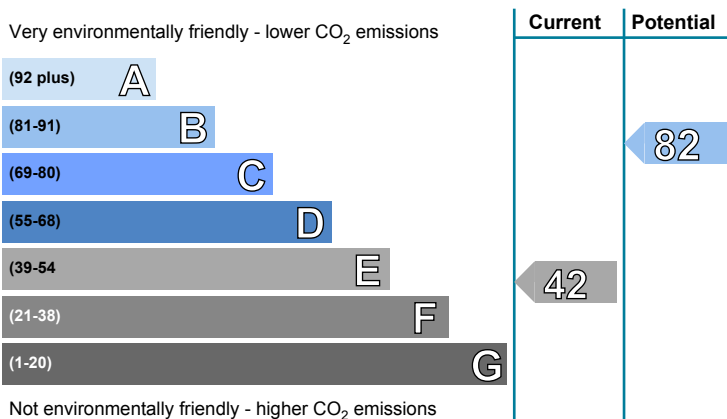 Very environmentally friendly - lower CO2 emissions
Current
Potential
(92 plus) A
(81-91) B
82
(69-80) C
(55-68) D
(39-54 E
42
(21-38) F
(1-20) G
Not environmentally friendly - higher CO2 emissions